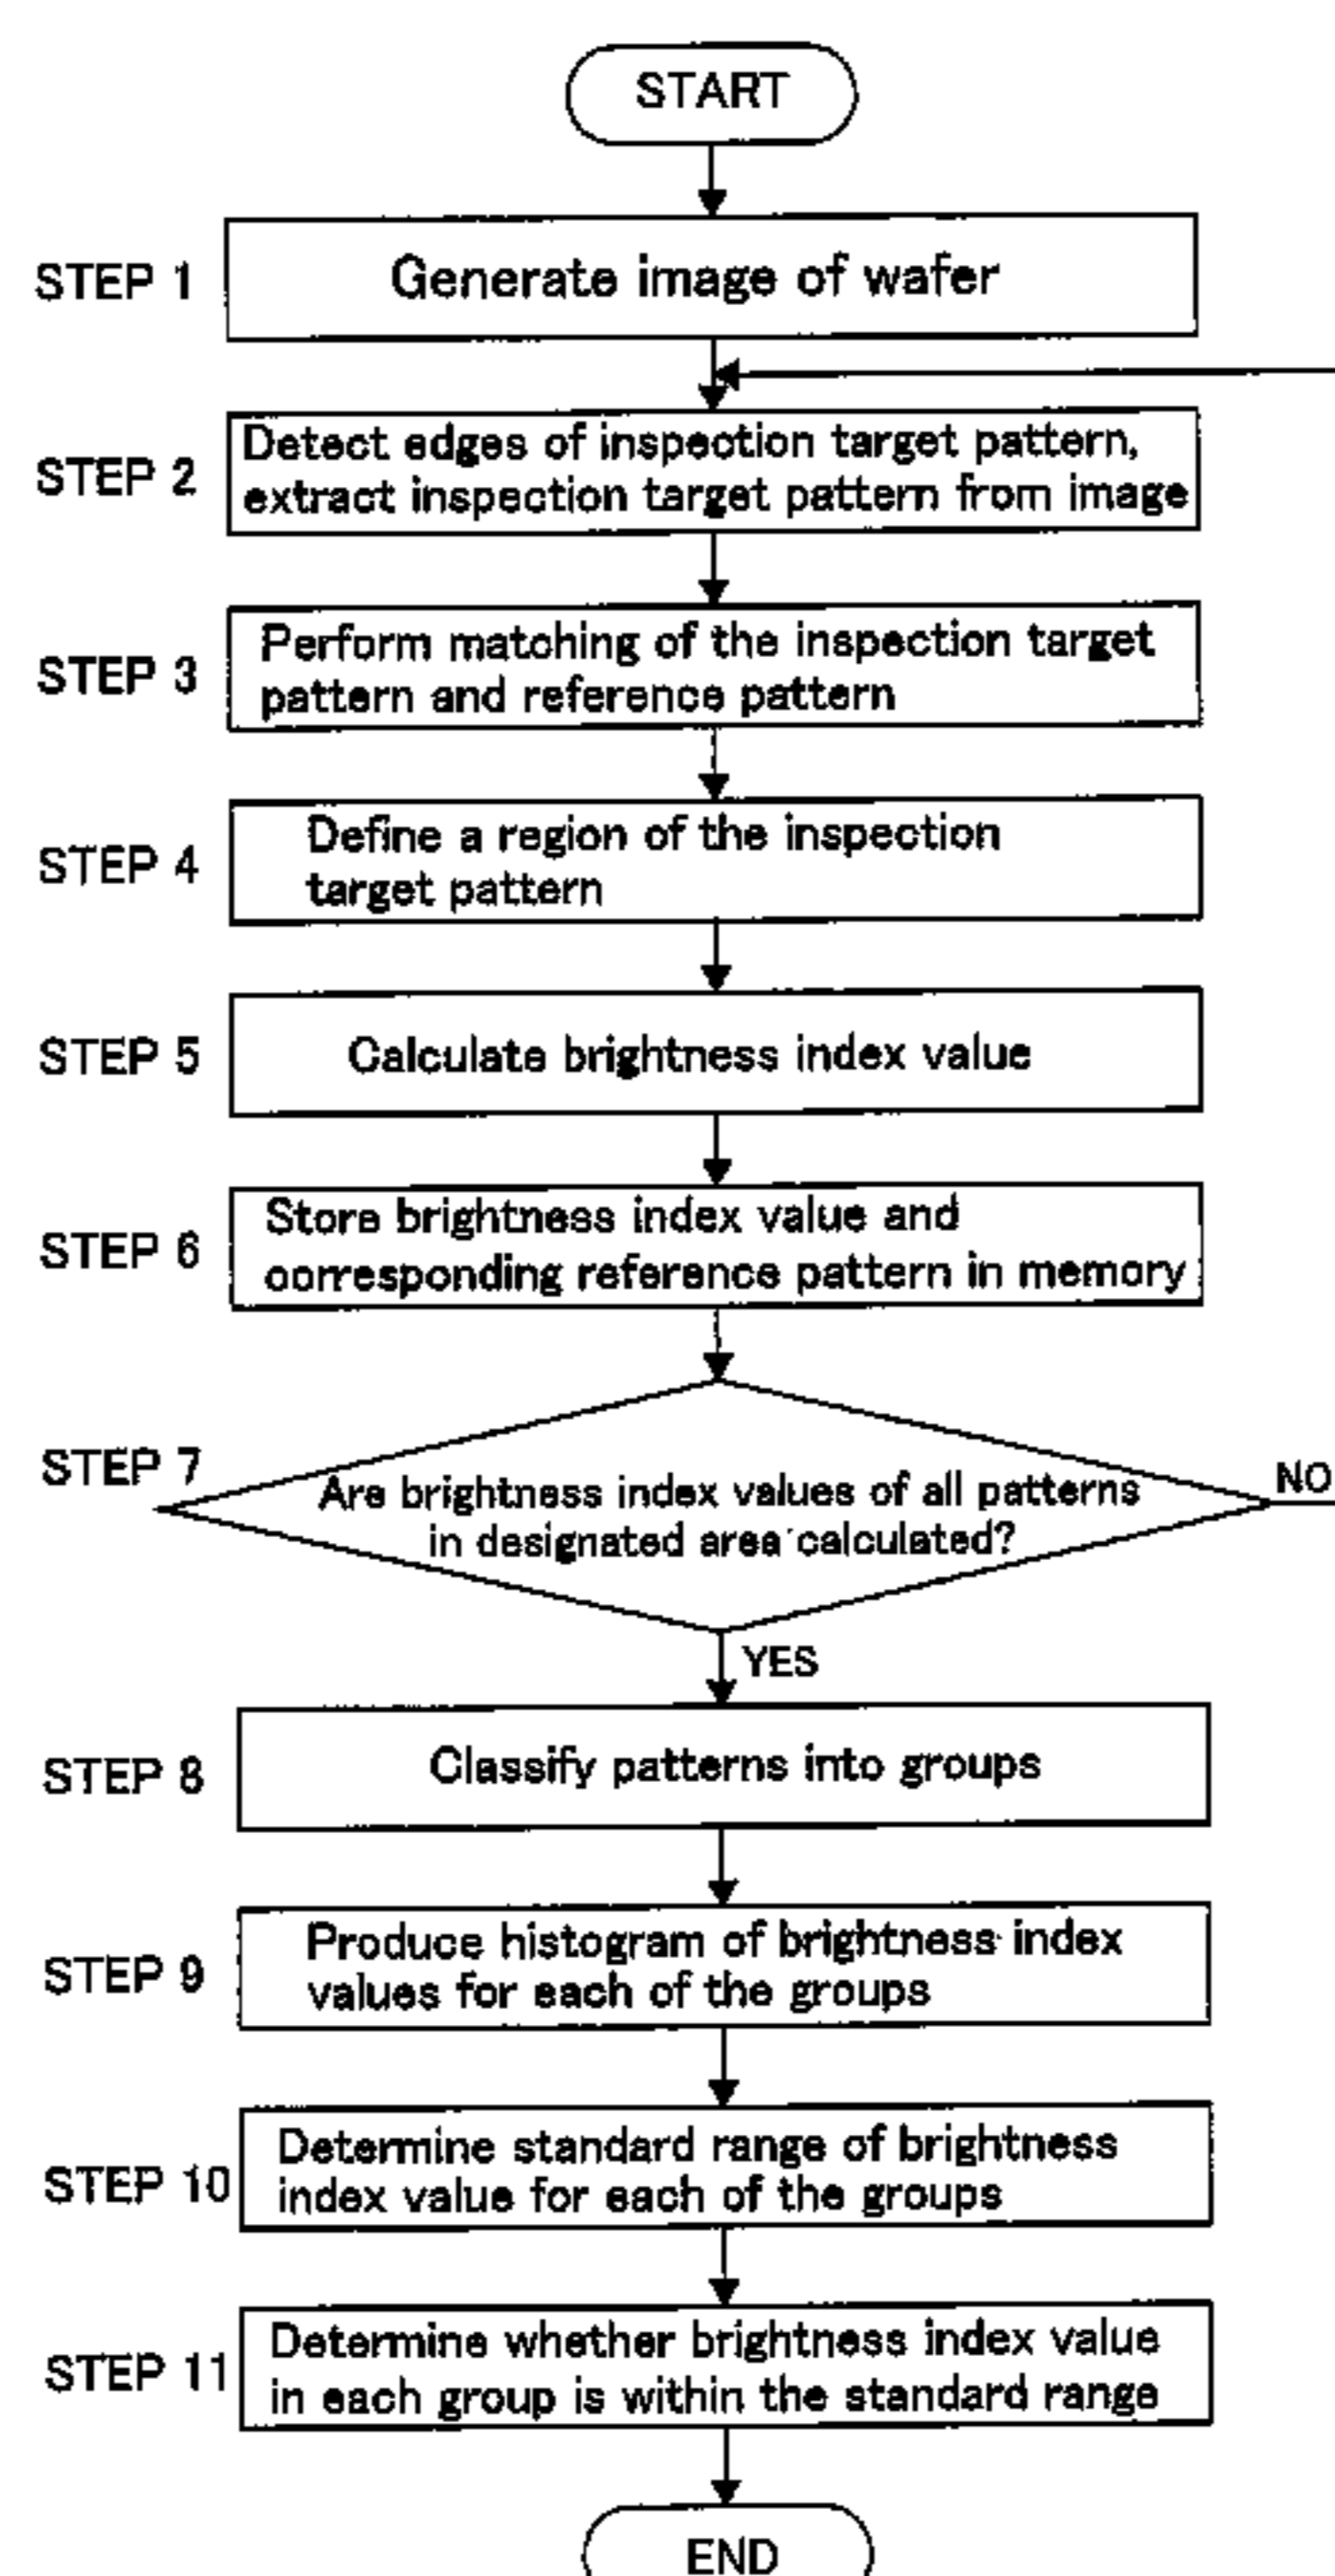 START
STEP 1
Generate image of wafer
STEP 2
Detect edges of inspection target pattern,
extract inspection target pattern from image
STEP 3
Perform matching of the inspection target
pattern and reference pattern
STEP 4
Define a region of the inspection
target pattern
STEP 5
Calculate brightness index value
STEP 6
Store brightness index value and
corresponding reference pattern in memory
STEP 7
Are brightness index values of all patterns
in designated area calculated?
NO
YES
STEP 8
Classify patterns into groups
STEP 9
Produce histogram of brightness index
values for each of the groups
STEP 10
Determine standard range of brightness
index value for each of the groups
STEP 11
Determine whether brightness index value
in each group is within the standard range
END